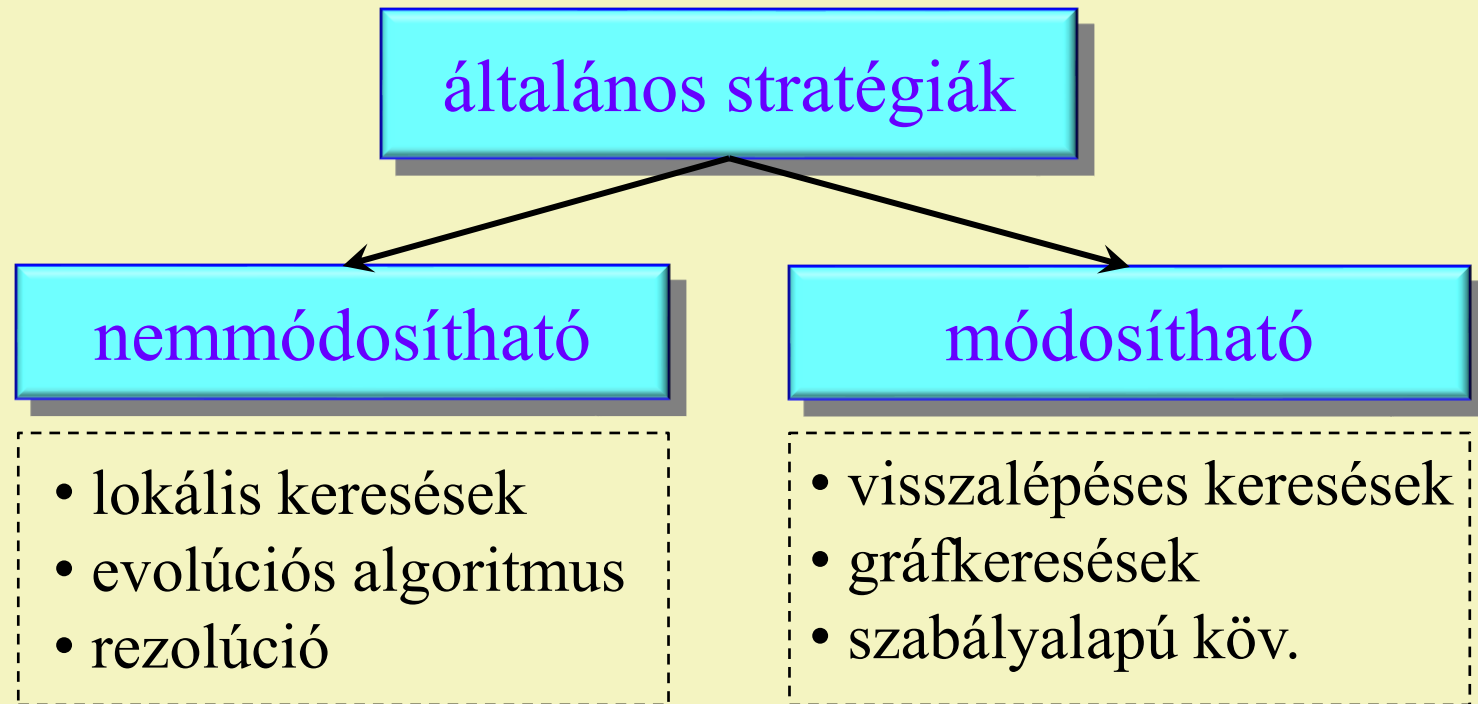 általános stratégiák
nemmódosítható
• lokális keresések
• evolúciós algoritmus
• rezolúció
módosítható
• visszalépéses keresések
• gráfkeresések
• szabályalapú köv.